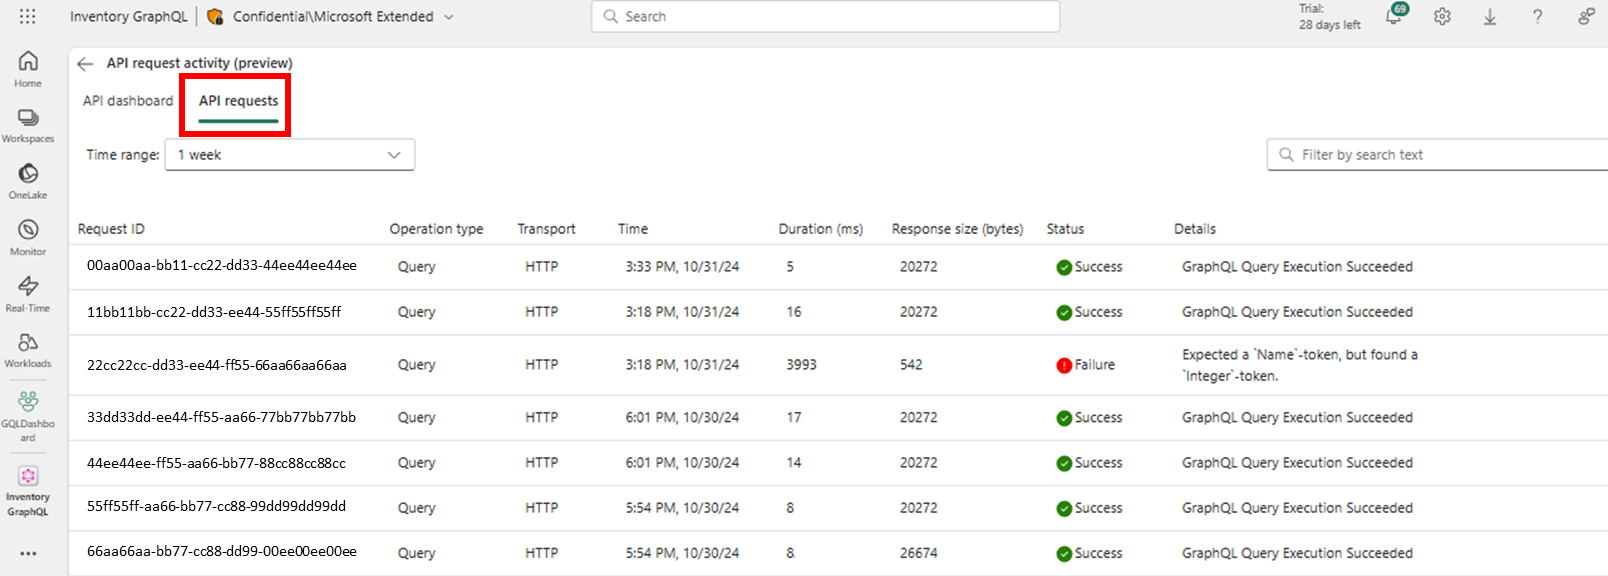 Inventory GraphQL | Confidential\Microsoft Extended
Search
Trial:
28 days left
69
?
Home
Workspaces
OneLake
Monitor
Real-Time
Workloads
GQLDashbo
ard
Inventory
GraphQL
API request activity (preview)
API dashboard API requests
Time range: 1 week
Filter by search text
Request ID Operation type Transport Time Duration (ms) Response size (bytes) Status Details
00aa00aa-bb11-cc22-dd33-44ee44ee44ee Query HTTP 3:33 PM, 10/31/24 5 20272 Success GraphQL Query Execution Succeeded
11bb11bb-cc22-dd33-ee44-55ff55ff55ff Query HTTP 3:18 PM, 10/31/24 16 20272 Success GraphQL Query Execution Succeeded
22cc22cc-dd33-ee44-ff55-66aa66aa66aa Query HTTP 3:18 PM, 10/31/24 3993 542 Failure Expected a `Name`-token, but found a
`Integer`-token.
33dd33dd-ee44-ff55-aa66-77bb77bb77bb Query HTTP 6:01 PM, 10/30/24 17 20272 Success GraphQL Query Execution Succeeded
44ee44ee-ff55-aa66-bb77-88cc88cc88cc Query HTTP 6:01 PM, 10/30/24 14 20272 Success GraphQL Query Execution Succeeded
55ff55ff-aa66-bb77-cc88-99dd99dd99dd Query HTTP 5:54 PM, 10/30/24 8 20272 Success GraphQL Query Execution Succeeded
66aa66aa-bb77-cc88-dd99-00ee00ee00ee Query HTTP 5:54 PM, 10/30/24 8 26674 Success GraphQL Query Execution Succeeded